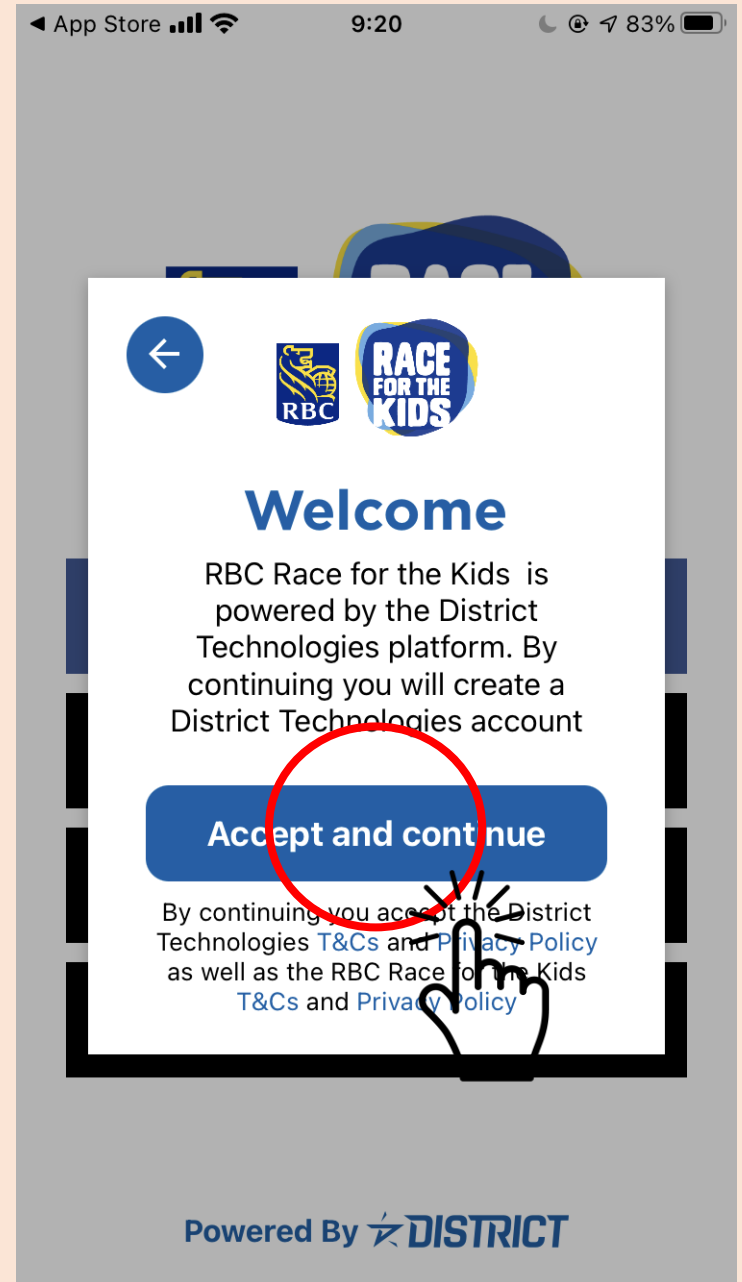 App Store
9:20
83%
RACE
RBC
RACE
FOR THE
KIDS
Welcome
RBC Race for the Kids is
powered by the District
Technologies platform. By
continuing you will create a
District Technologies account
Accept and continue
By continuing you accept the District
Technologies T&Cs and Privacy Policy
as well as the RBC Race for the Kids
T&Cs and Privacy Policy
Powered By DISTRICT